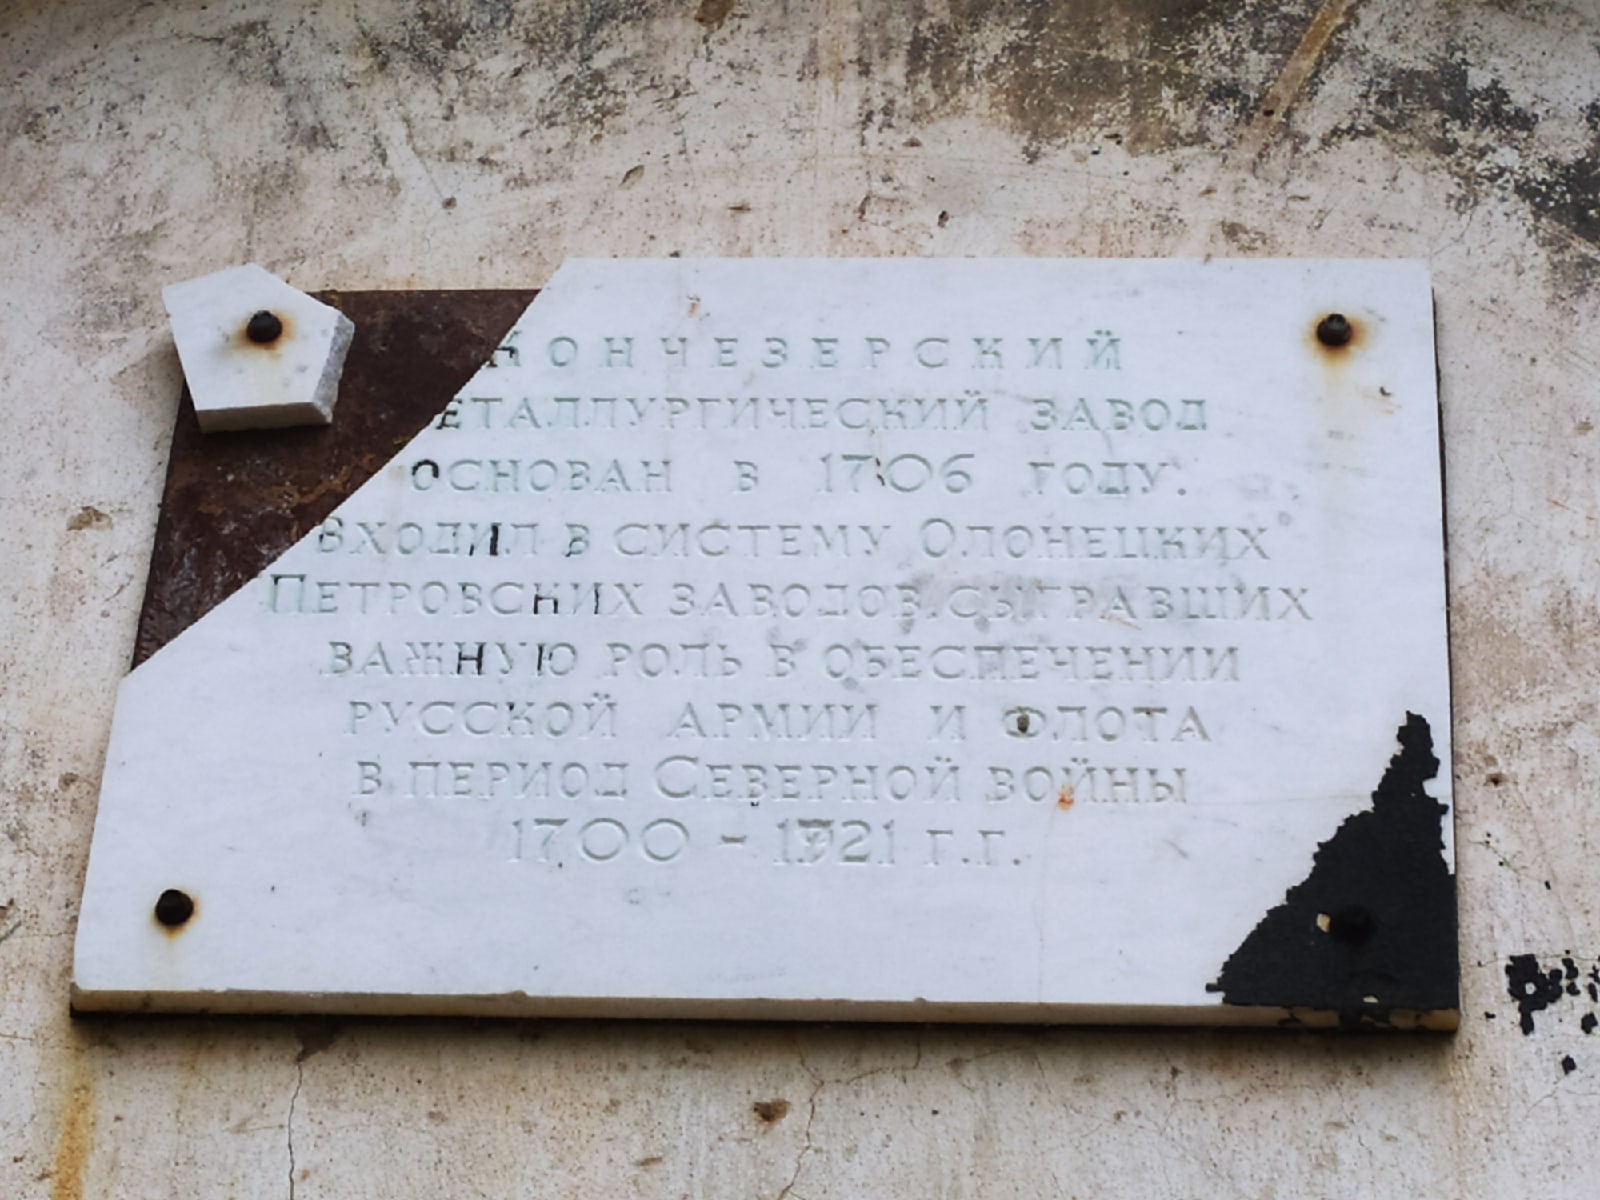 Кончезерский
еталлургический завод
основан в 1706 году.
Входил в систему Олонецких
Петровских заводов, сыгравших
важную роль в обеспечении
русской армии и флота
в период Северной войны
1700 - 1721 г.г.